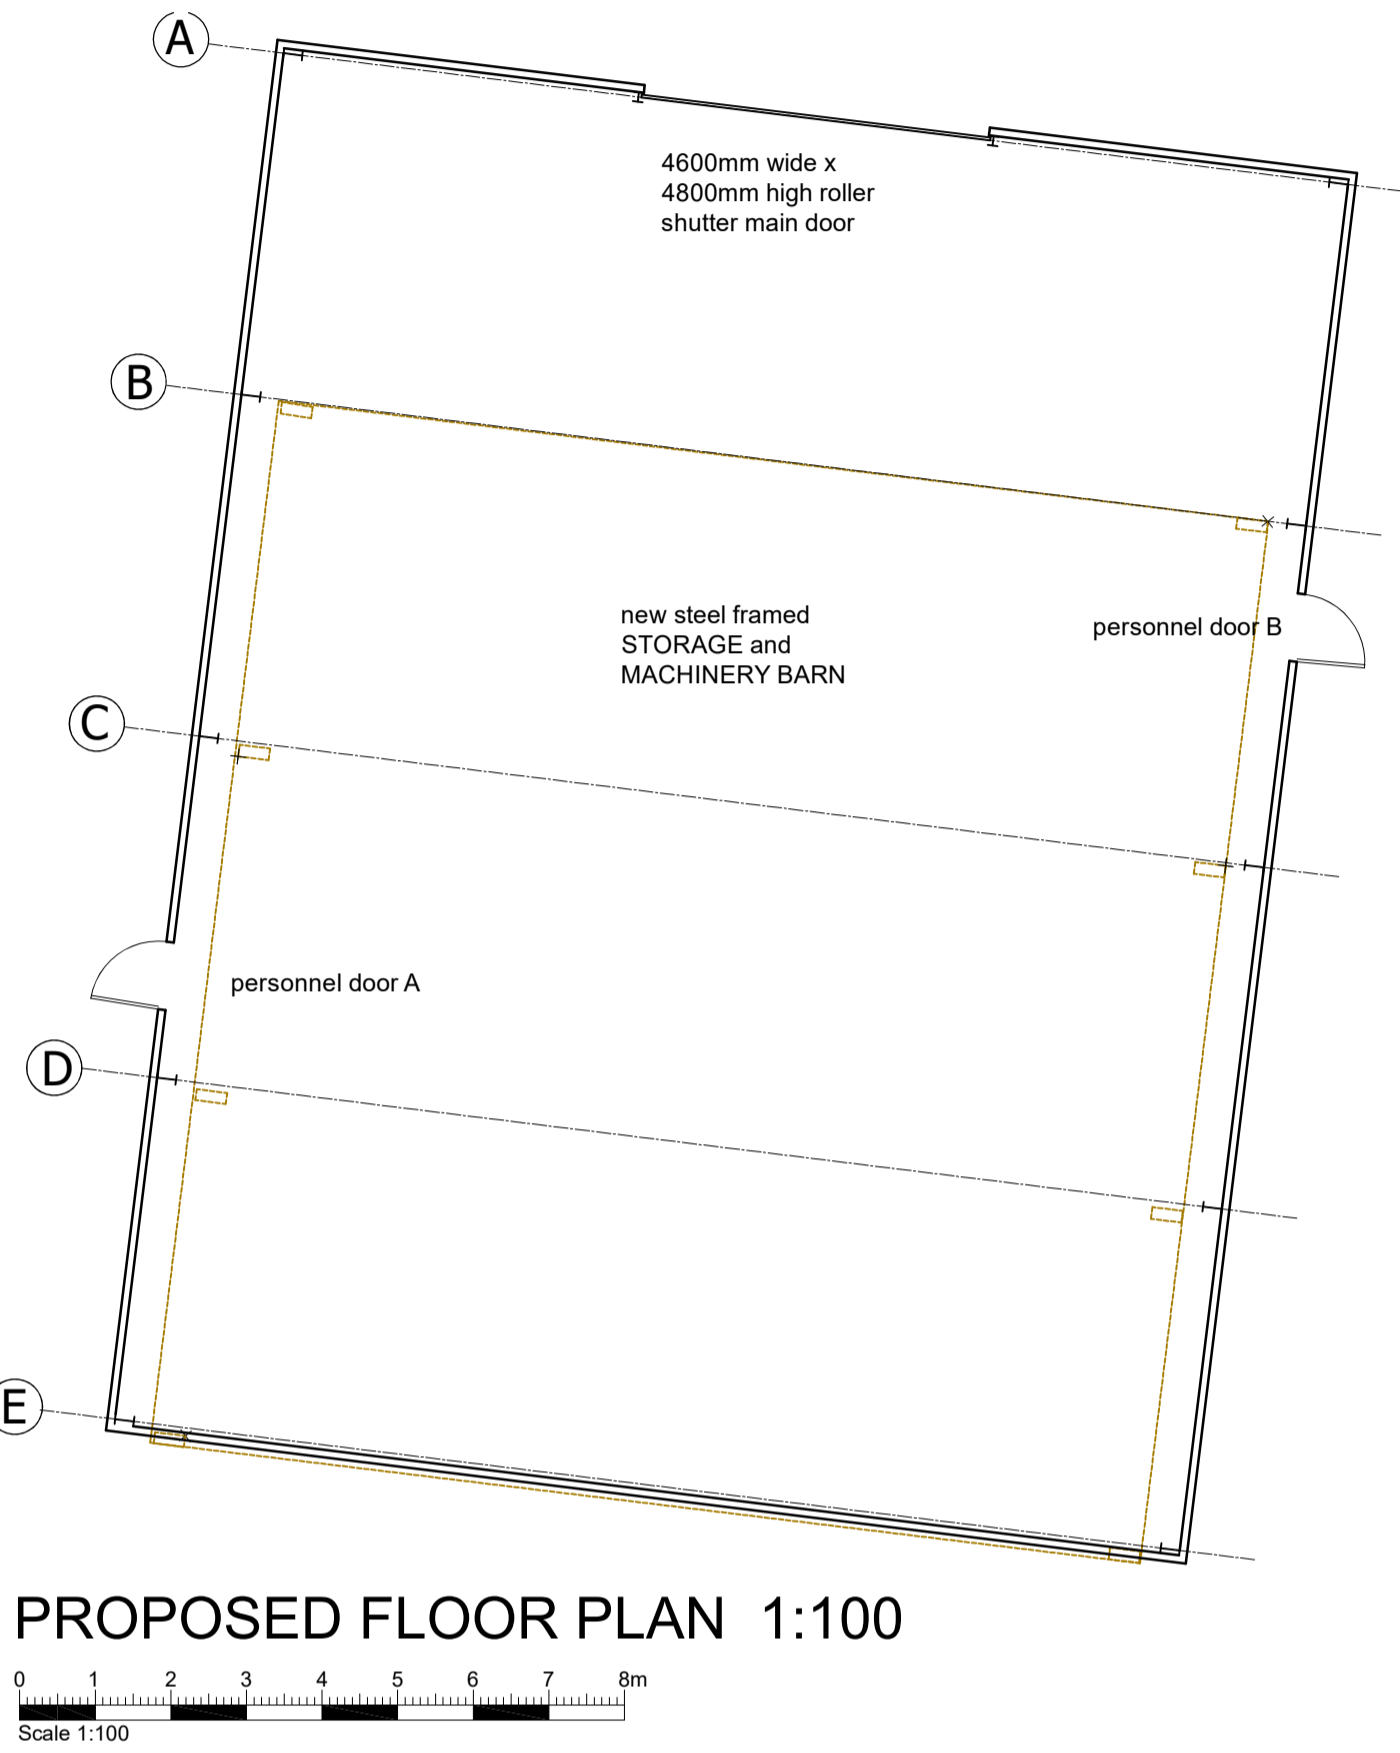 A
4600mm wide x
4800mm high roller
shutter main door
B
new steel framed
STORAGE and
MACHINERY BARN
personnel door B
C
personnel door A
D
E
PROPOSED FLOOR PLAN 1:100
0 1 2 3 4 5 6 7 8m
Scale 1:100